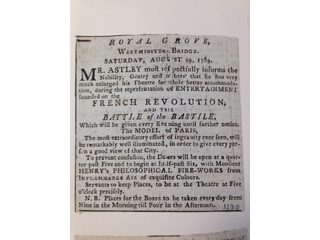 ROYAL GROVE,
WESTMINSTER-BRIDGE.
SATURDAY, AUGUST 29, 1789.
MR. ASTLEY most respectfully informs the
Nobility, Gentry and others that he has very
much enlarged his Theatre for their better accommoda-
tion, during the representation of ENTERTAINMENT
founded on the
FRENCH REVOLUTION,
AND THE
BATTLE of the BASTILE,
Which will be given every Evening until further notice.
The MODEL of PARIS,
The most extraordinary effort of ingenuity ever seen, will
be remarkably well illuminated, in order to give every per-
son a good view of that City.
To prevent confusion, the Doors will be open at a quar-
ter past Five and to begin at half-past Six, with Monsieur
HENRY'S PHILOSOPHICAL FIRE-WORKS from
INFLAMMABLE AIR of exquisite Colours.
Servants to keep Places, to be at the Theatre at Five
o'clock precisely.
N. B. Places for the Boxes to be taken every day from
Nine in the Morning till Four in the Afternoon.